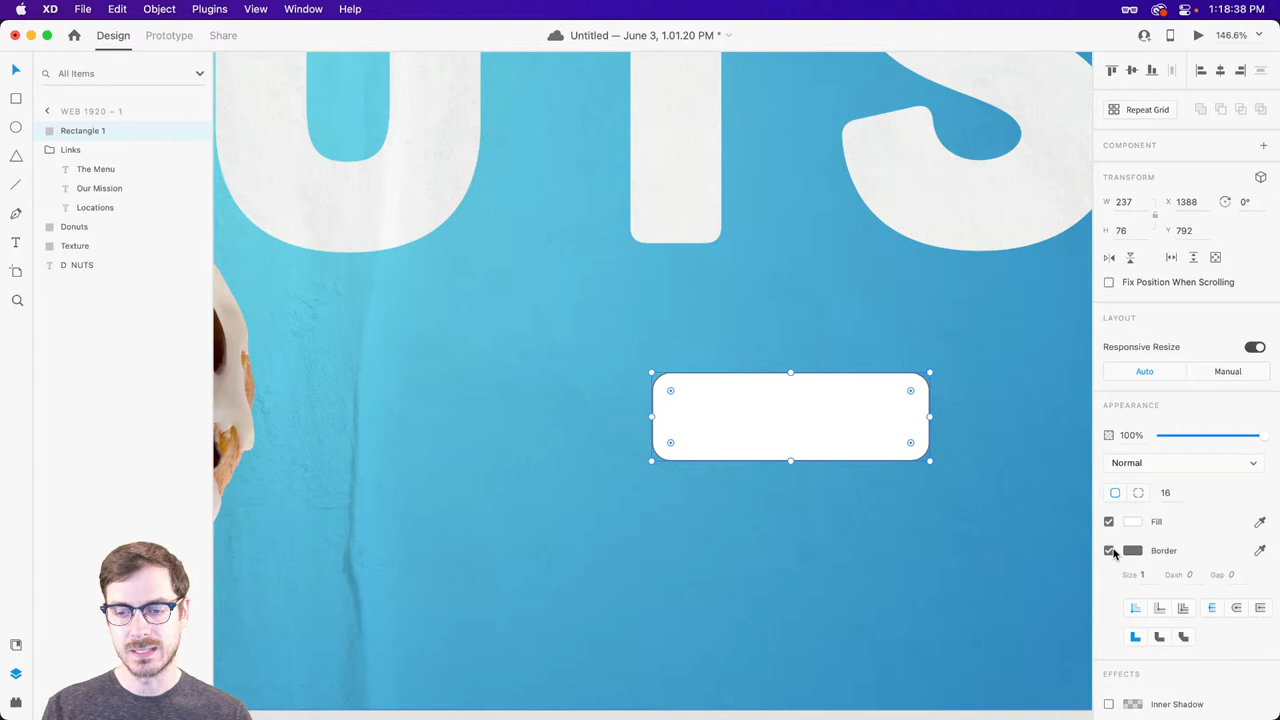 XD File Edit Object Plugins View Window Help 1:18:38 PM
Design Prototype Share Untitled — June 3, 1.01.20 PM * 146.6%
All Items
WEB 1920 – 1
Rectangle 1
Links
The Menu
Our Mission
Locations
Donuts
Texture
D NUTS
UTS
Repeat Grid
COMPONENT
TRANSFORM
W 237 X 1388 0°
H 76 Y 792
Fix Position When Scrolling
LAYOUT
Responsive Resize
Auto Manual
APPEARANCE
100%
Normal
16
Fill
Border
Size 1 Dash 0 Gap 0
EFFECTS
Inner Shadow